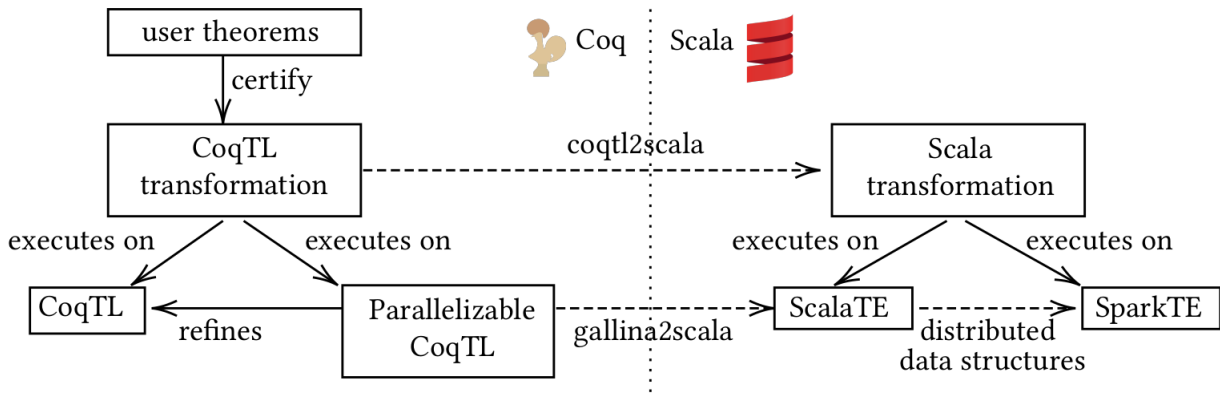 user theorems
Coq
Scala
certify
CoqTL
transformation
coqtl2scala
Scala
transformation
executes on
executes on
executes on
executes on
CoqTL
refines
Parallelizable
CoqTL
gallina2scala
ScalaTE
distributed
data structures
SparkTE